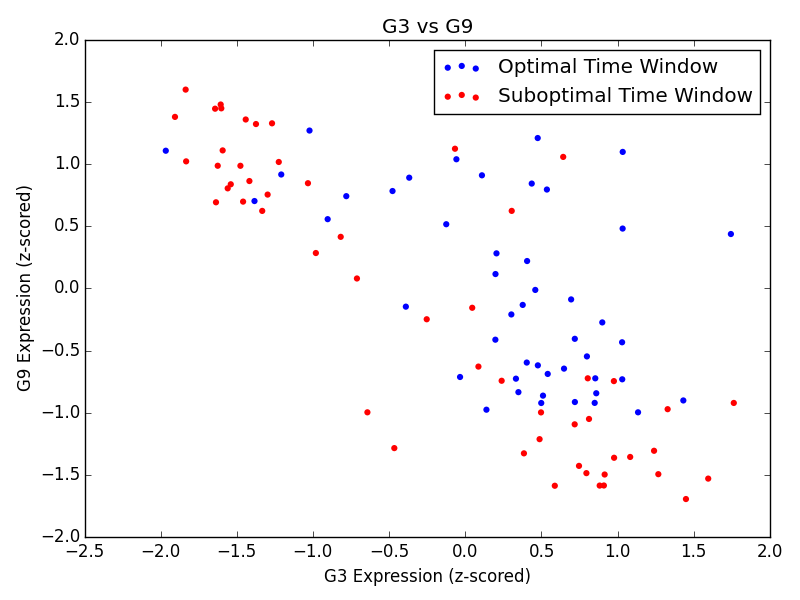 G3 vs G9
Optimal Time Window
Suboptimal Time Window
G9 Expression (z-scored)
2.0
1.5
1.0
0.5
0.0
−0.5
−1.0
−1.5
−2.0
−2.5 −2.0 −1.5 −1.0 −0.5 0.0 0.5 1.0 1.5 2.0
G3 Expression (z-scored)